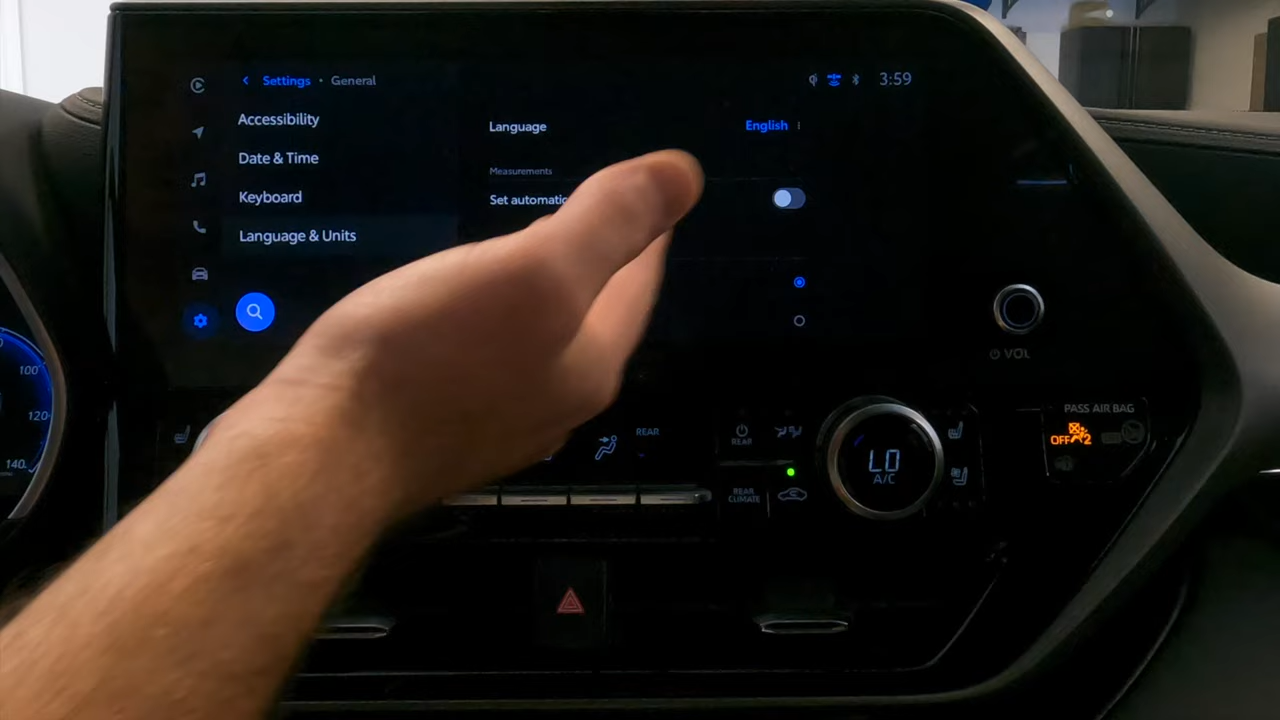 Settings • General
3:59
Accessibility
Language
English
Date & Time
Measurements
Keyboard
Set automatic
Language & Units
100
120
140
VOL
PASS AIR BAG
OFF 2
REAR
REAR
LO
A/C
REAR
CLIMATE